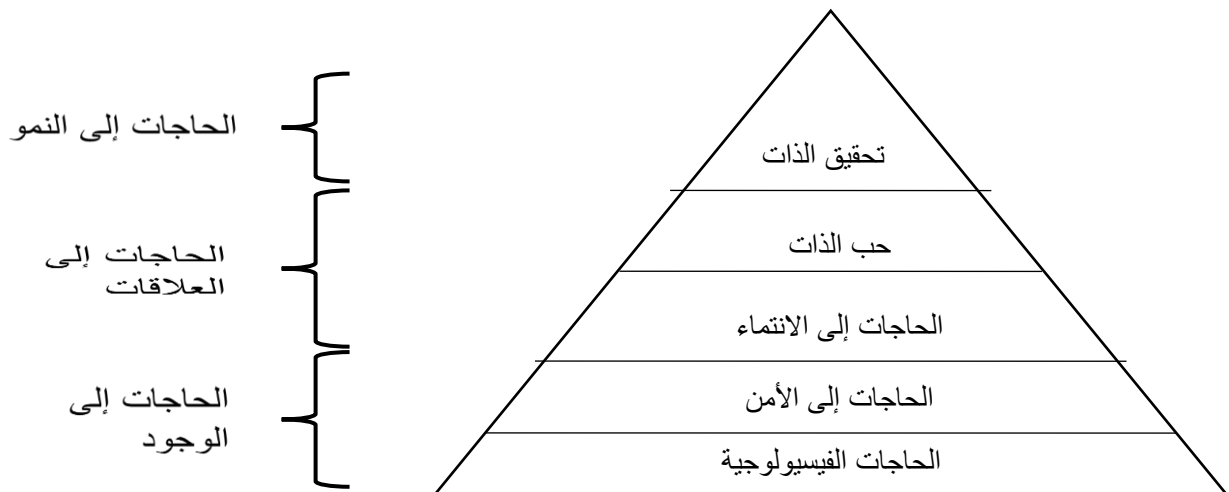 تحقيق الذات
حب الذات
الحاجات إلى الانتماء
الحاجات إلى الأمن
الحاجات الفيسيولوجية
الحاجات إلى النمو
الحاجات إلى
العلاقات
الحاجات إلى
الوجود